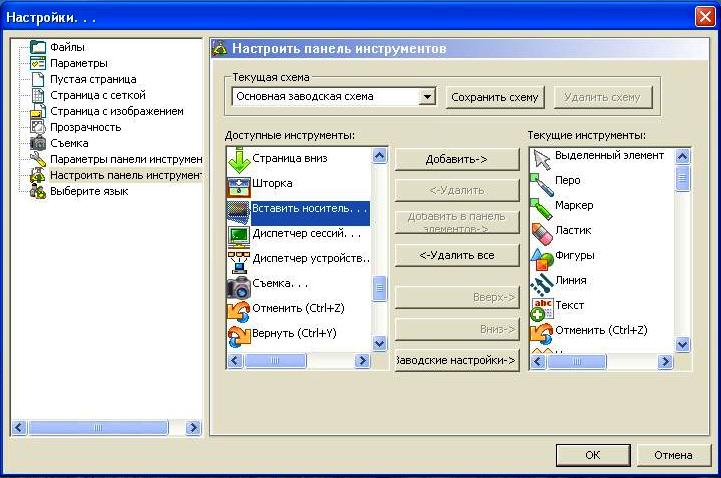 Настройки. . .
Файлы
Параметры
Пустая страница
Страница с сеткой
Страница с изображением
Прозрачность
Съемка
Параметры панели инструмен
Настроить панель инструмент
Выберите язык
Настроить панель инструментов
Текущая схема
Основная заводская схема
Сохранить схему
Удалить схему
Доступные инструменты:
Страница вниз
Шторка
Вставить носитель. . .
Диспетчер сессий. . .
Диспетчер устройств..
Съемка. . .
Отменить (Ctrl+Z)
Вернуть (Ctrl+Y)
Добавить->
<-Удалить
Добавить в панель
элементов->
<-Удалить все
Вверх->
Вниз->
Заводские настройки->
Текущие инструменты:
Выделенный элемент
Перо
Маркер
Ластик
Фигуры
Линия
abc
Текст
Отменить (Ctrl+Z)
OK
Отмена